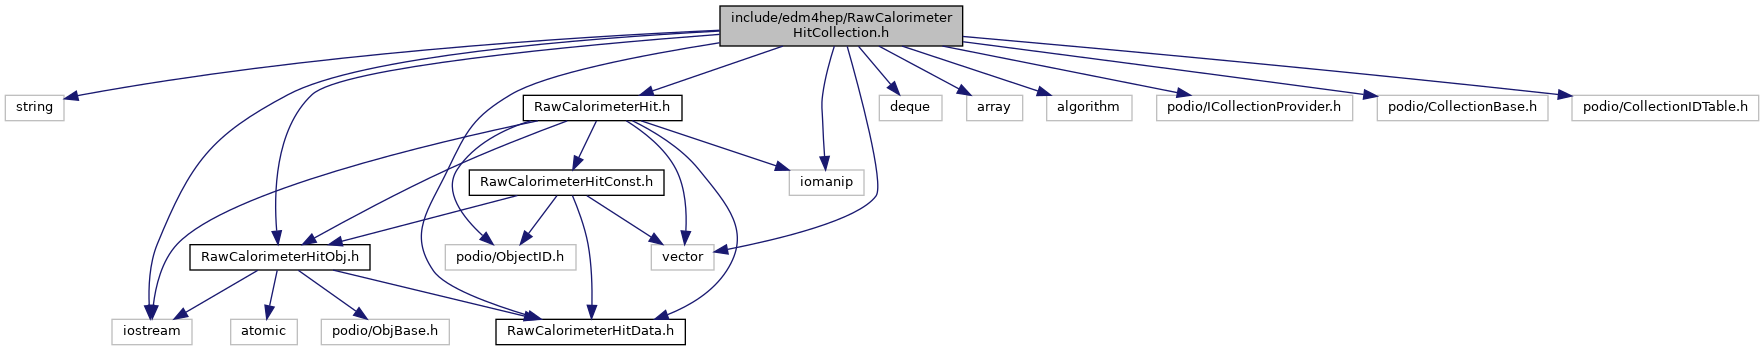 include/edm4hep/RawCalorimeter
HitCollection.h
string
RawCalorimeterHit.h
deque
array
algorithm
podio/ICollectionProvider.h
podio/CollectionBase.h
podio/CollectionIDTable.h
RawCalorimeterHitConst.h
iomanip
RawCalorimeterHitObj.h
podio/ObjectID.h
vector
iostream
atomic
podio/ObjBase.h
RawCalorimeterHitData.h